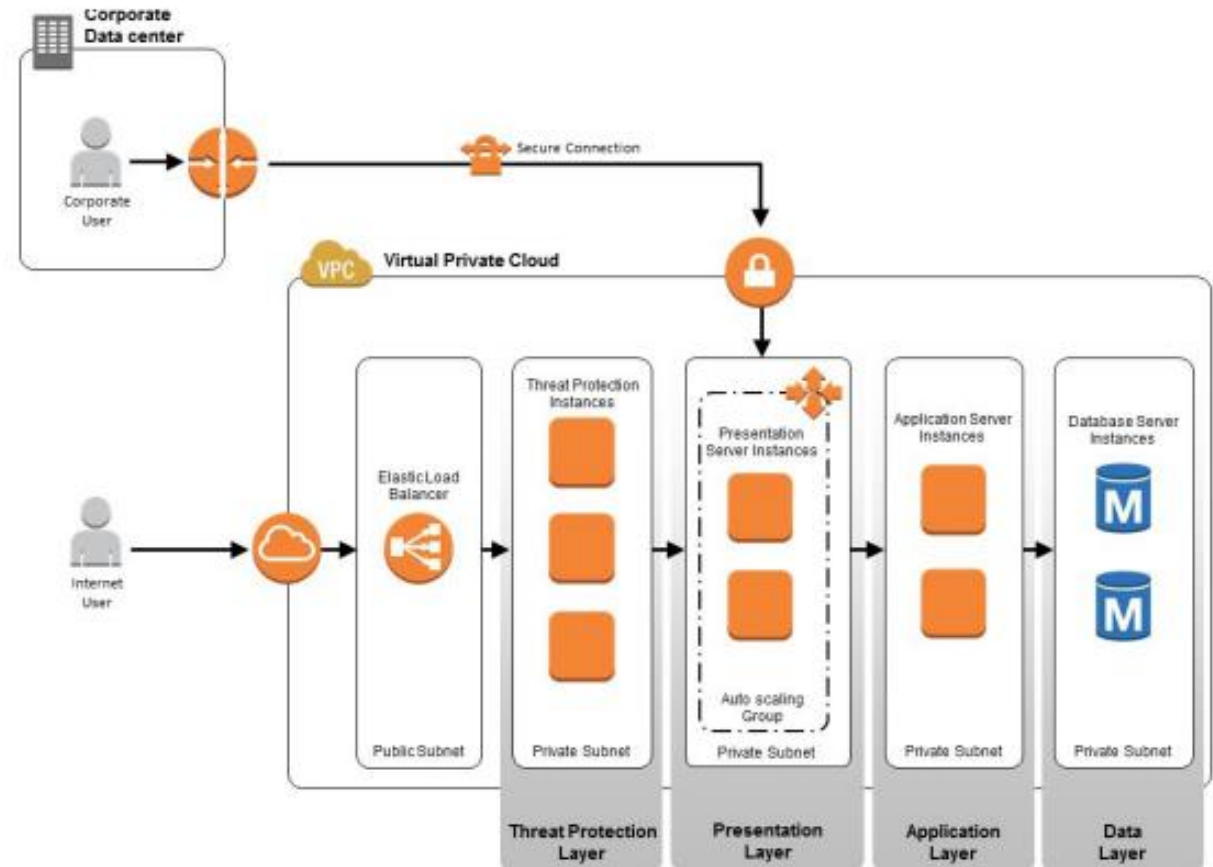 Corporate
Data center
Corporate
User
Secure Connection
VPC
Virtual Private Cloud
Internet
User
Elastic Load
Balancer
Public Subnet
Threat Protection
Instances
Private Subnet
Presentation
Server Instances
Auto scaling
Group
Private Subnet
Application Server
Instances
Private Subnet
Database Server
Instances
M
M
Private Subnet
Threat Protection
Layer
Presentation
Layer
Application
Layer
Data
Layer